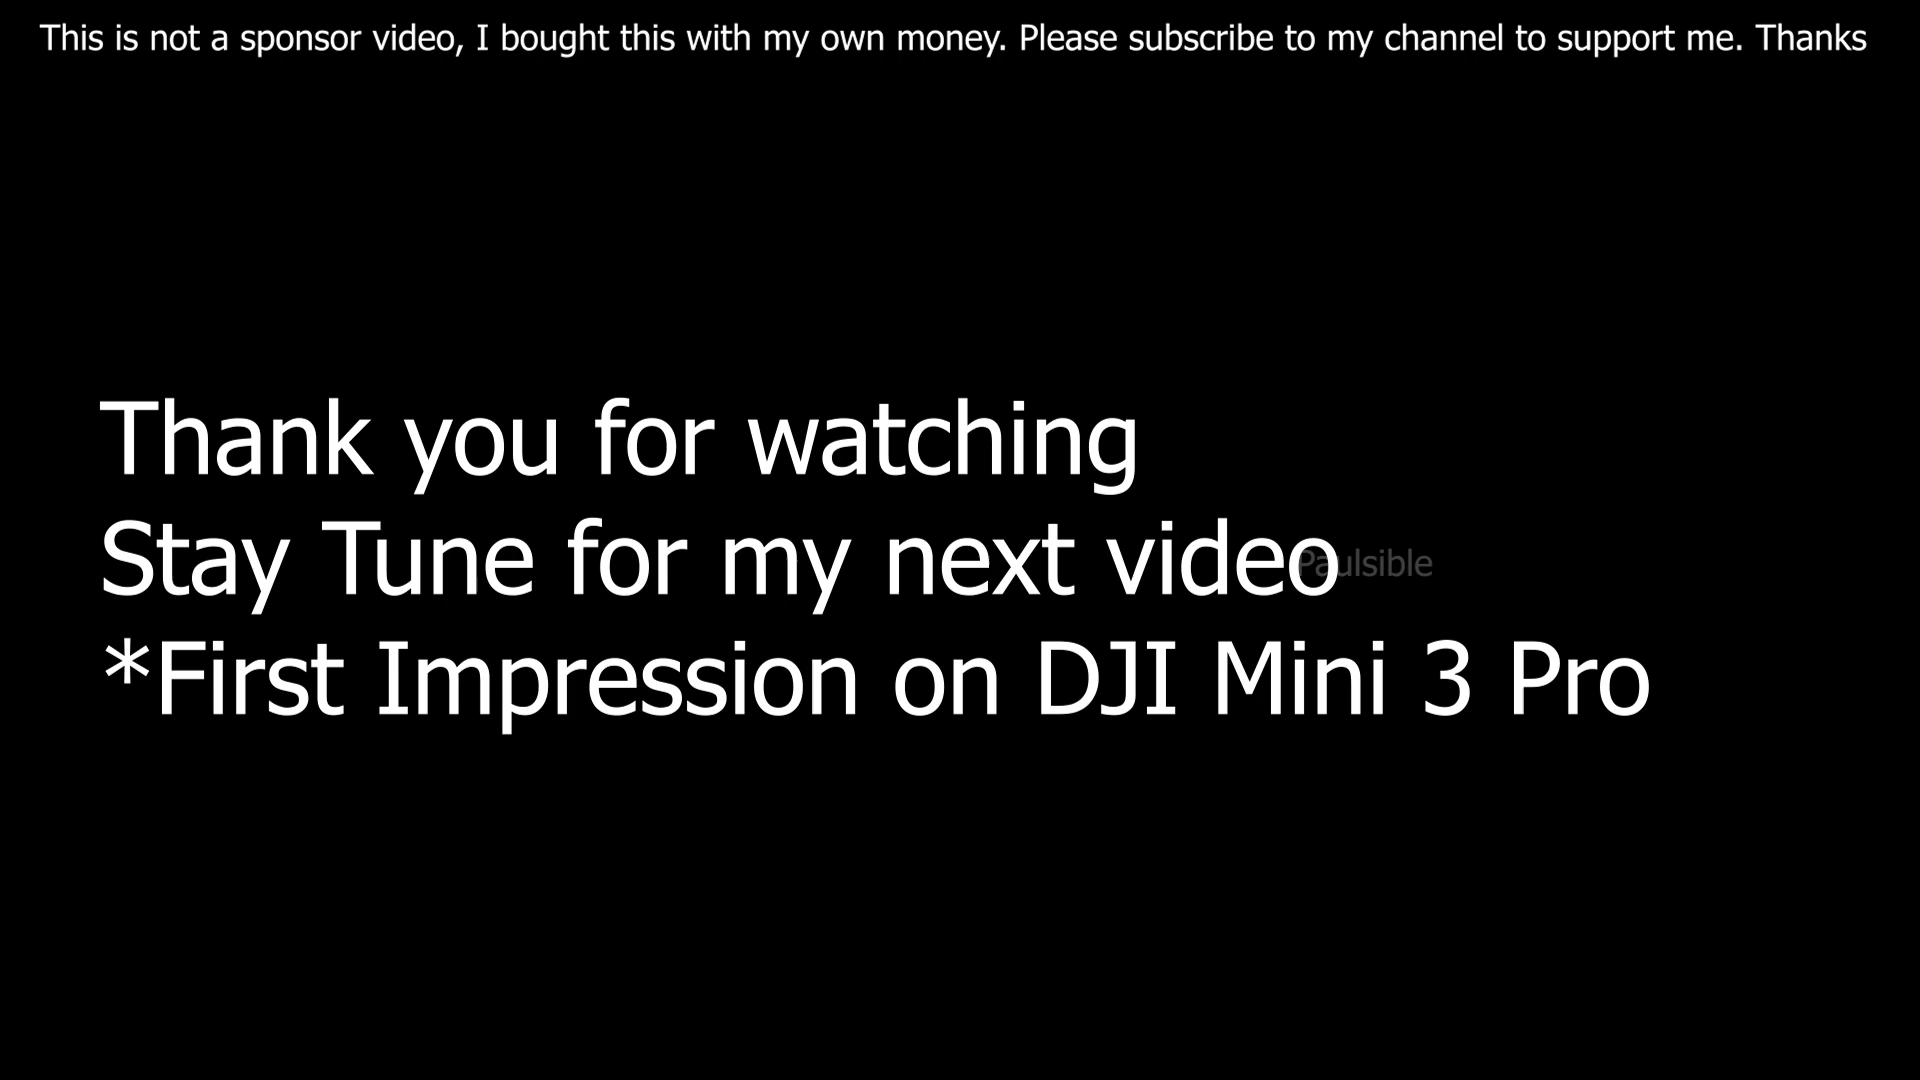 This is not a sponsor video, I bought this with my own money. Please subscribe to my channel to support me. Thanks
Thank you for watching
Stay Tune for my next video
Paulsible
*First Impression on DJI Mini 3 Pro